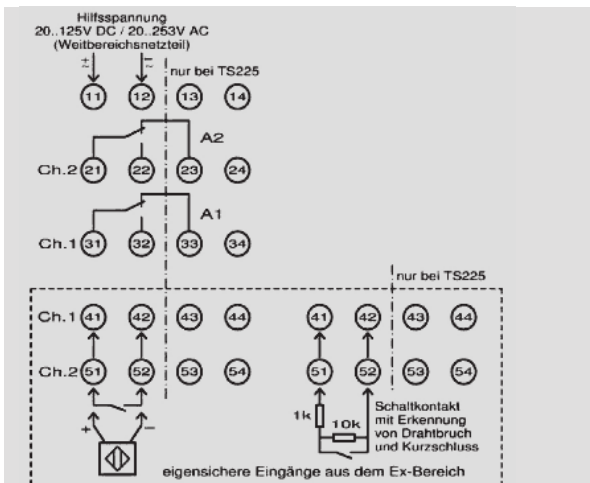 Hilfsspannung
20..125V DC / 20..253V AC
(Weitbereichsnetzteil)
nur bei TS225
11 12 13 14
A2
Ch.2 21 22 23 24
A1
Ch.1 31 32 33 34
nur bei TS225
Ch.1 41 42 43 44 41 42 43 44
Ch.2 51 52 53 54 51 52 53 54
+ –
1k
10k
Schaltkontakt
mit Erkennung
von Drahtbruch
und Kurzschluss
eigensichere Eingänge aus dem Ex-Bereich